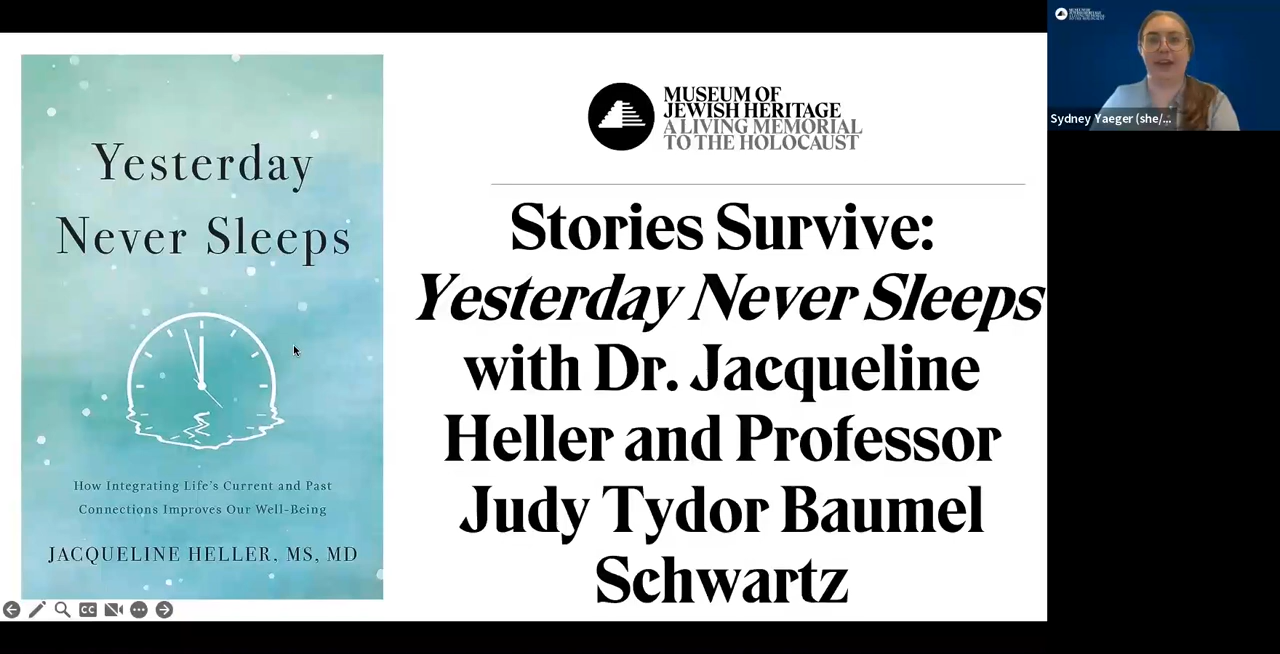 Yesterday
Never Sleeps
How Integrating Life's Current and Past
Connections Improves Our Well-Being
JACQUELINE HELLER, MS, MD
MUSEUM OF
JEWISH HERITAGE
A LIVING MEMORIAL
TO THE HOLOCAUST
Stories Survive:
Yesterday Never Sleeps
with Dr. Jacqueline
Heller and Professor
Judy Tydor Baumel
Schwartz
CC
Sydney Yaeger (she/...